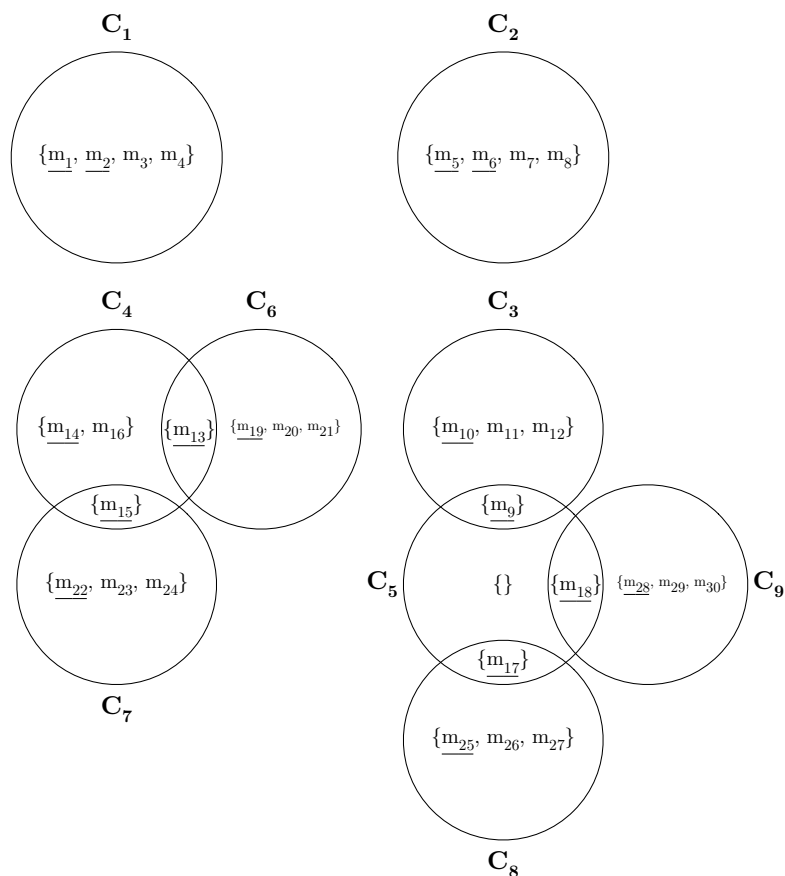 C₁ C₂
{m₁, m₂, m₃, m₄} {m₅, m₆, m₇, m₈}
C₄ C₆ C₃
{m₁₄, m₁₆} {m₁₃} {m₁₉, m₂₀, m₂₁} {m₁₀, m₁₁, m₁₂}
{m₁₅} {m₉}
{m₂₂, m₂₃, m₂₄} C₅ {} {m₁₈} {m₂₈, m₂₉, m₃₀} C₉
{m₁₇}
C₇
{m₂₅, m₂₆, m₂₇}
C₈